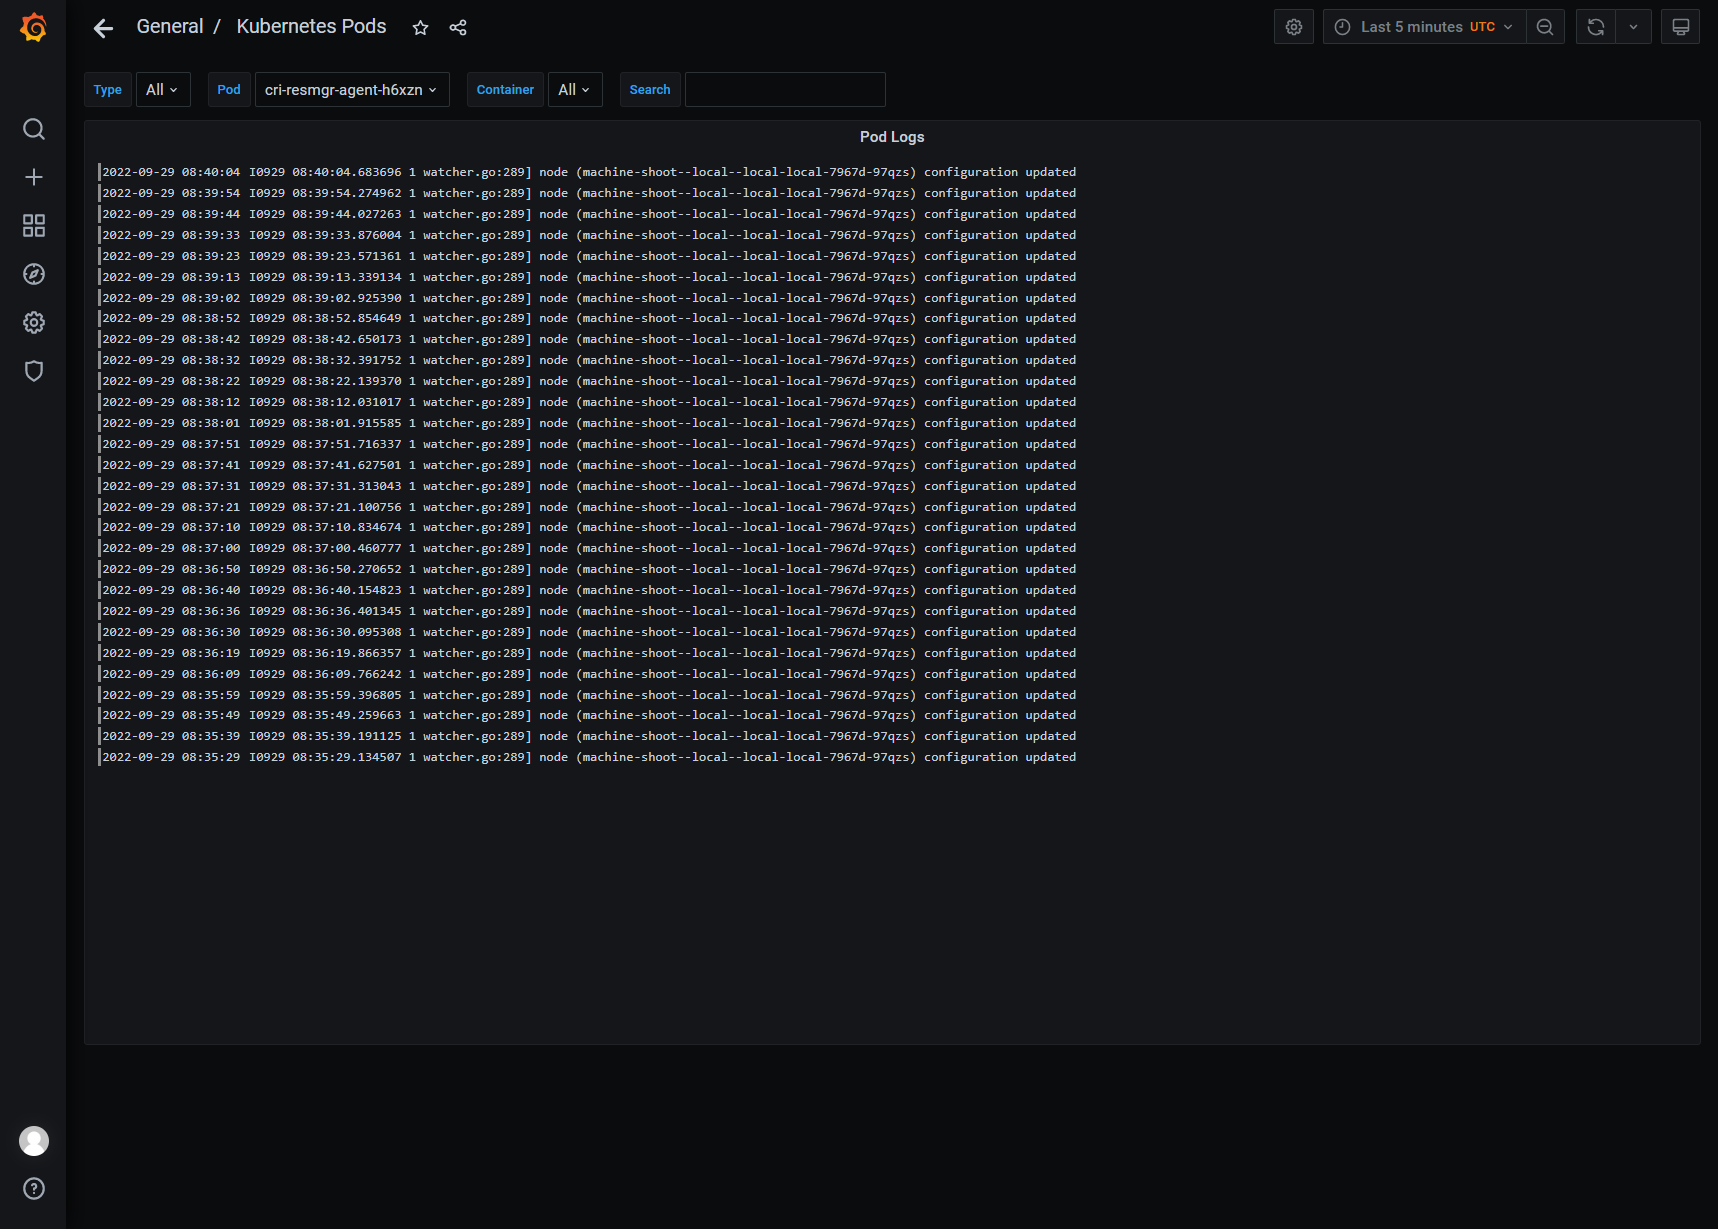 General / Kubernetes Pods
Last 5 minutes UTC
Type All Pod cri-resmgr-agent-h6xzn Container All Search
Pod Logs
2022-09-29 08:40:04 I0929 08:40:04.683696 1 watcher.go:289] node (machine-shoot--local--local-local-7967d-97qzs) configuration updated
2022-09-29 08:39:54 I0929 08:39:54.274962 1 watcher.go:289] node (machine-shoot--local--local-local-7967d-97qzs) configuration updated
2022-09-29 08:39:44 I0929 08:39:44.027263 1 watcher.go:289] node (machine-shoot--local--local-local-7967d-97qzs) configuration updated
2022-09-29 08:39:33 I0929 08:39:33.876004 1 watcher.go:289] node (machine-shoot--local--local-local-7967d-97qzs) configuration updated
2022-09-29 08:39:23 I0929 08:39:23.571361 1 watcher.go:289] node (machine-shoot--local--local-local-7967d-97qzs) configuration updated
2022-09-29 08:39:13 I0929 08:39:13.339134 1 watcher.go:289] node (machine-shoot--local--local-local-7967d-97qzs) configuration updated
2022-09-29 08:39:02 I0929 08:39:02.925390 1 watcher.go:289] node (machine-shoot--local--local-local-7967d-97qzs) configuration updated
2022-09-29 08:38:52 I0929 08:38:52.854649 1 watcher.go:289] node (machine-shoot--local--local-local-7967d-97qzs) configuration updated
2022-09-29 08:38:42 I0929 08:38:42.650173 1 watcher.go:289] node (machine-shoot--local--local-local-7967d-97qzs) configuration updated
2022-09-29 08:38:32 I0929 08:38:32.391752 1 watcher.go:289] node (machine-shoot--local--local-local-7967d-97qzs) configuration updated
2022-09-29 08:38:22 I0929 08:38:22.139370 1 watcher.go:289] node (machine-shoot--local--local-local-7967d-97qzs) configuration updated
2022-09-29 08:38:12 I0929 08:38:12.031017 1 watcher.go:289] node (machine-shoot--local--local-local-7967d-97qzs) configuration updated
2022-09-29 08:38:01 I0929 08:38:01.915585 1 watcher.go:289] node (machine-shoot--local--local-local-7967d-97qzs) configuration updated
2022-09-29 08:37:51 I0929 08:37:51.716337 1 watcher.go:289] node (machine-shoot--local--local-local-7967d-97qzs) configuration updated
2022-09-29 08:37:41 I0929 08:37:41.627501 1 watcher.go:289] node (machine-shoot--local--local-local-7967d-97qzs) configuration updated
2022-09-29 08:37:31 I0929 08:37:31.313043 1 watcher.go:289] node (machine-shoot--local--local-local-7967d-97qzs) configuration updated
2022-09-29 08:37:21 I0929 08:37:21.100756 1 watcher.go:289] node (machine-shoot--local--local-local-7967d-97qzs) configuration updated
2022-09-29 08:37:10 I0929 08:37:10.834674 1 watcher.go:289] node (machine-shoot--local--local-local-7967d-97qzs) configuration updated
2022-09-29 08:37:00 I0929 08:37:00.460777 1 watcher.go:289] node (machine-shoot--local--local-local-7967d-97qzs) configuration updated
2022-09-29 08:36:50 I0929 08:36:50.270652 1 watcher.go:289] node (machine-shoot--local--local-local-7967d-97qzs) configuration updated
2022-09-29 08:36:40 I0929 08:36:40.154823 1 watcher.go:289] node (machine-shoot--local--local-local-7967d-97qzs) configuration updated
2022-09-29 08:36:36 I0929 08:36:36.401345 1 watcher.go:289] node (machine-shoot--local--local-local-7967d-97qzs) configuration updated
2022-09-29 08:36:30 I0929 08:36:30.095308 1 watcher.go:289] node (machine-shoot--local--local-local-7967d-97qzs) configuration updated
2022-09-29 08:36:19 I0929 08:36:19.866357 1 watcher.go:289] node (machine-shoot--local--local-local-7967d-97qzs) configuration updated
2022-09-29 08:36:09 I0929 08:36:09.766242 1 watcher.go:289] node (machine-shoot--local--local-local-7967d-97qzs) configuration updated
2022-09-29 08:35:59 I0929 08:35:59.396805 1 watcher.go:289] node (machine-shoot--local--local-local-7967d-97qzs) configuration updated
2022-09-29 08:35:49 I0929 08:35:49.259663 1 watcher.go:289] node (machine-shoot--local--local-local-7967d-97qzs) configuration updated
2022-09-29 08:35:39 I0929 08:35:39.191125 1 watcher.go:289] node (machine-shoot--local--local-local-7967d-97qzs) configuration updated
2022-09-29 08:35:29 I0929 08:35:29.134507 1 watcher.go:289] node (machine-shoot--local--local-local-7967d-97qzs) configuration updated